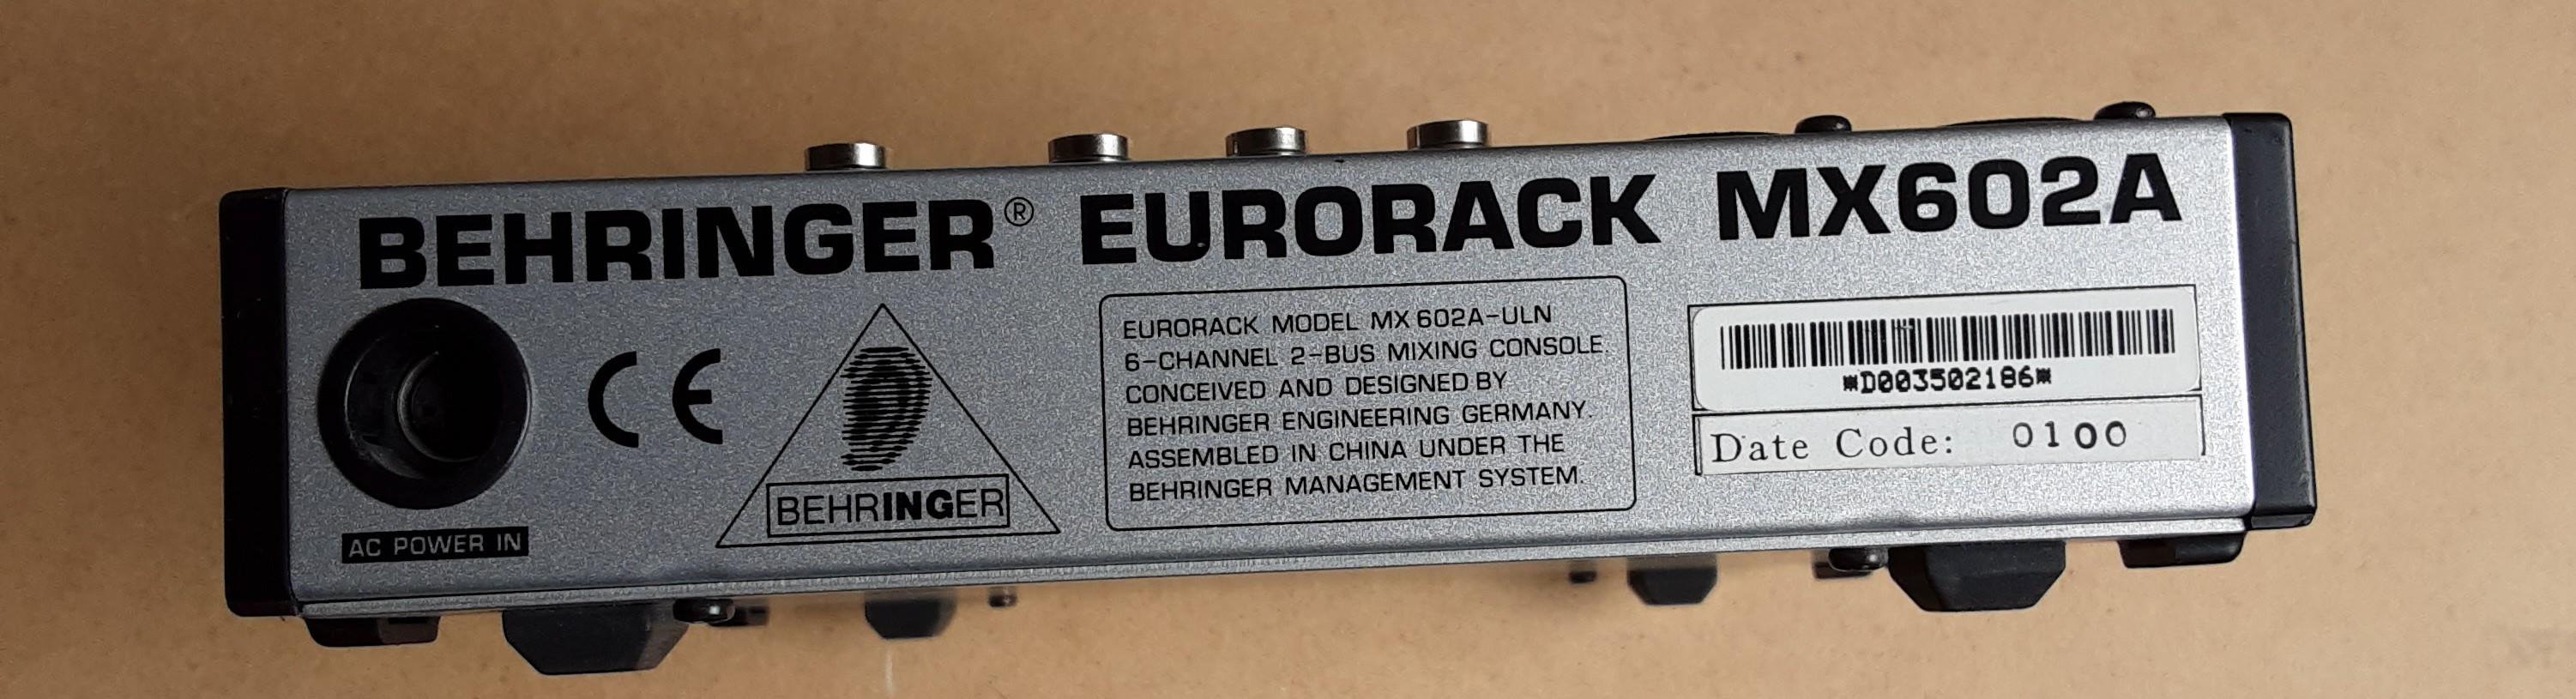 BEHRINGER® EURORACK MX602A
AC POWER IN
CE
BEHRINGER
EURORACK MODEL MX 602A-ULN
6-CHANNEL 2-BUS MIXING CONSOLE.
CONCEIVED AND DESIGNED BY
BEHRINGER ENGINEERING GERMANY.
ASSEMBLED IN CHINA UNDER THE
BEHRINGER MANAGEMENT SYSTEM.
*D003502186*
Date Code: 0100